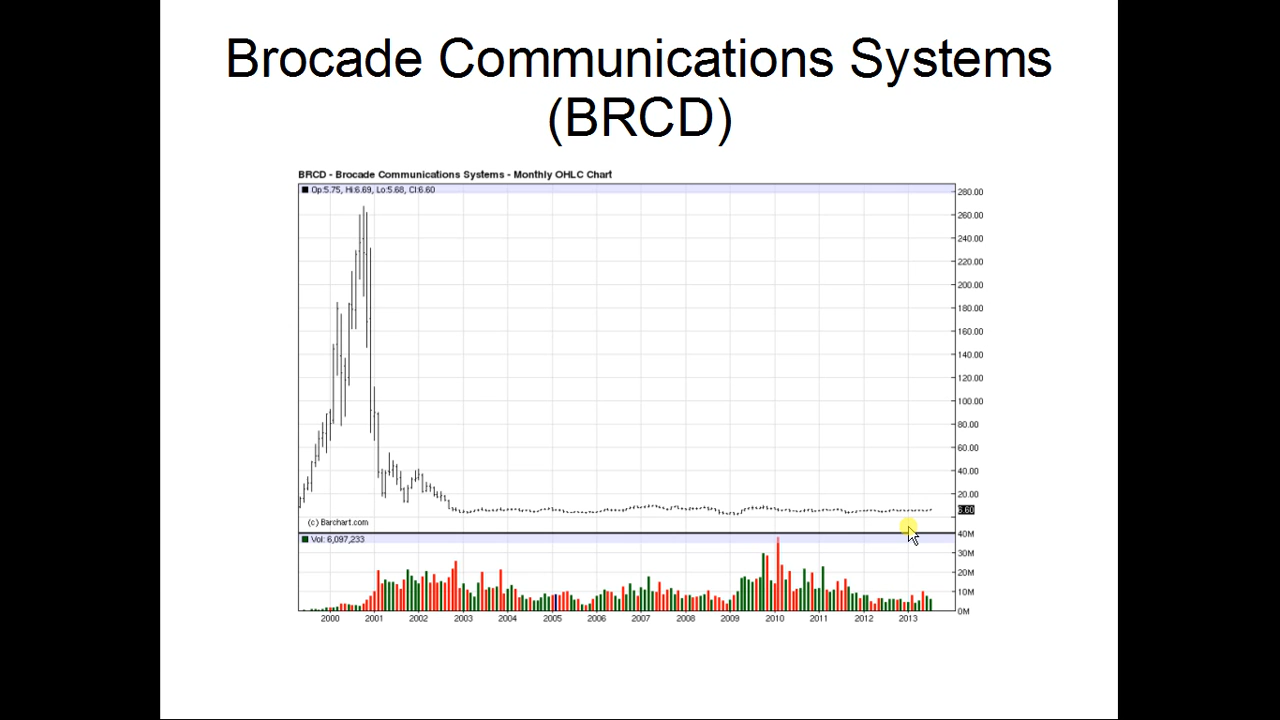 Brocade Communications Systems
(BRCD)
BRCD - Brocade Communications Systems - Monthly OHLC Chart
Op:5.75, Hi:6.69, Lo:5.68, Cl:6.60
280.00
260.00
240.00
220.00
200.00
180.00
160.00
140.00
120.00
100.00
80.00
60.00
40.00
20.00
6.60
(c) Barchart.com
Vol: 6,097,233
40M
30M
20M
10M
0M
2000 2001 2002 2003 2004 2005 2006 2007 2008 2009 2010 2011 2012 2013